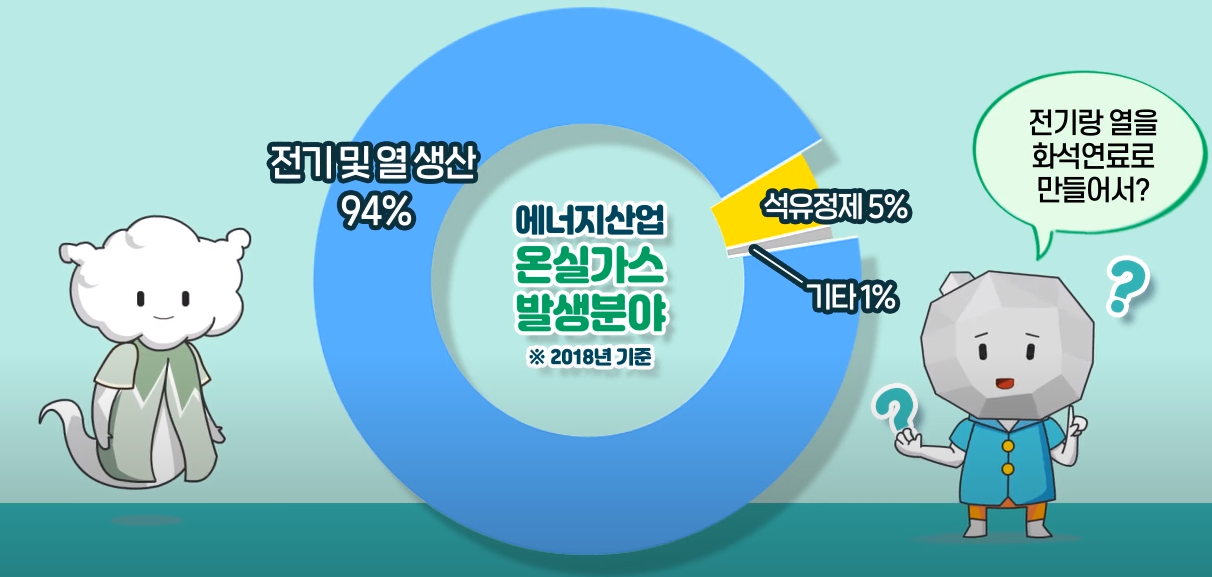 전기 및 열 생산
94%
에너지산업
온실가스
발생분야
※ 2018년 기준
석유정제 5%
기타 1%
전기랑 열을
화석연료로
만들어서?
?
?